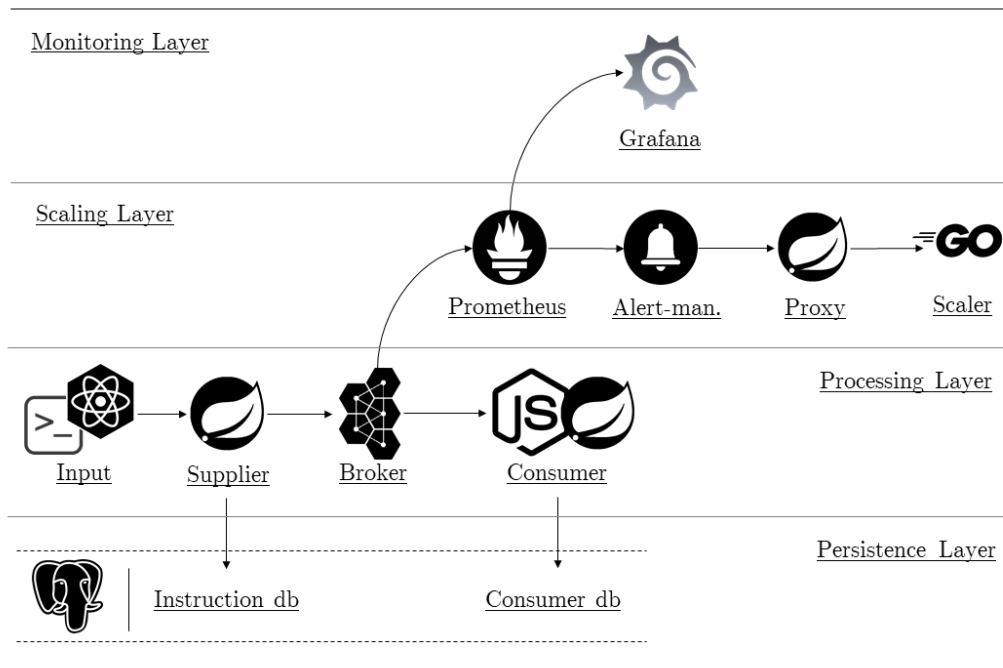 Monitoring Layer
Grafana
Scaling Layer
GO
Prometheus
Alert-man.
Proxy
Scaler
Processing Layer
>_
JS
Input
Supplier
Broker
Consumer
Persistence Layer
Instruction db
Consumer db